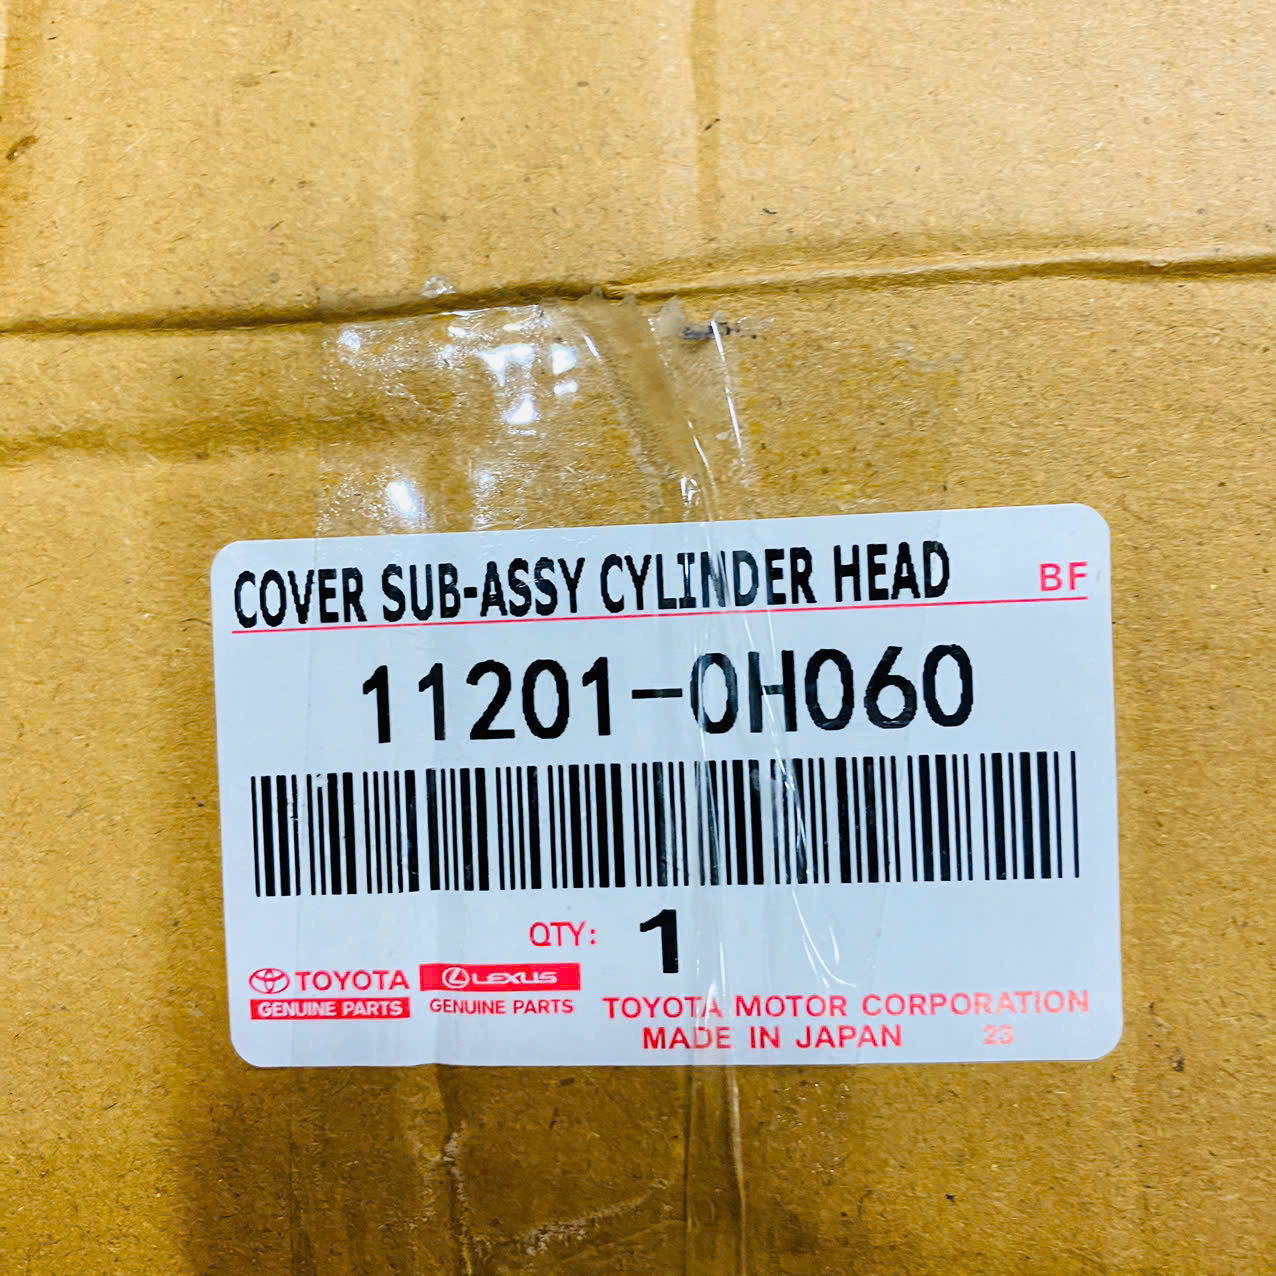 COVER SUB-ASSY CYLINDER HEAD BF
11201-0H060
QTY: 1
TOYOTA LEXUS
GENUINE PARTS GENUINE PARTS
TOYOTA MOTOR CORPORATION
MADE IN JAPAN 23